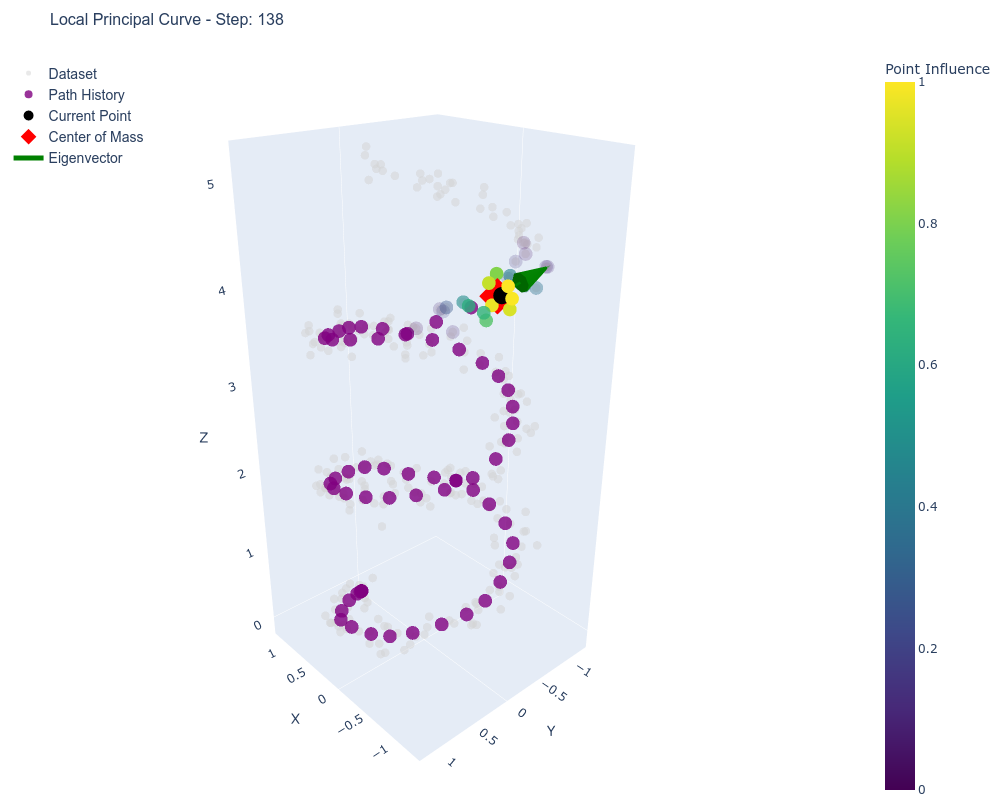 Local Principal Curve - Step: 138
Dataset
Path History
Current Point
Center of Mass
Eigenvector
Point Influence
1
0.8
0.6
0.4
0.2
0
5
4
3
2
1
0
Z
1
0.5
0
−0.5
−1
X
1
0.5
0
−0.5
−1
Y